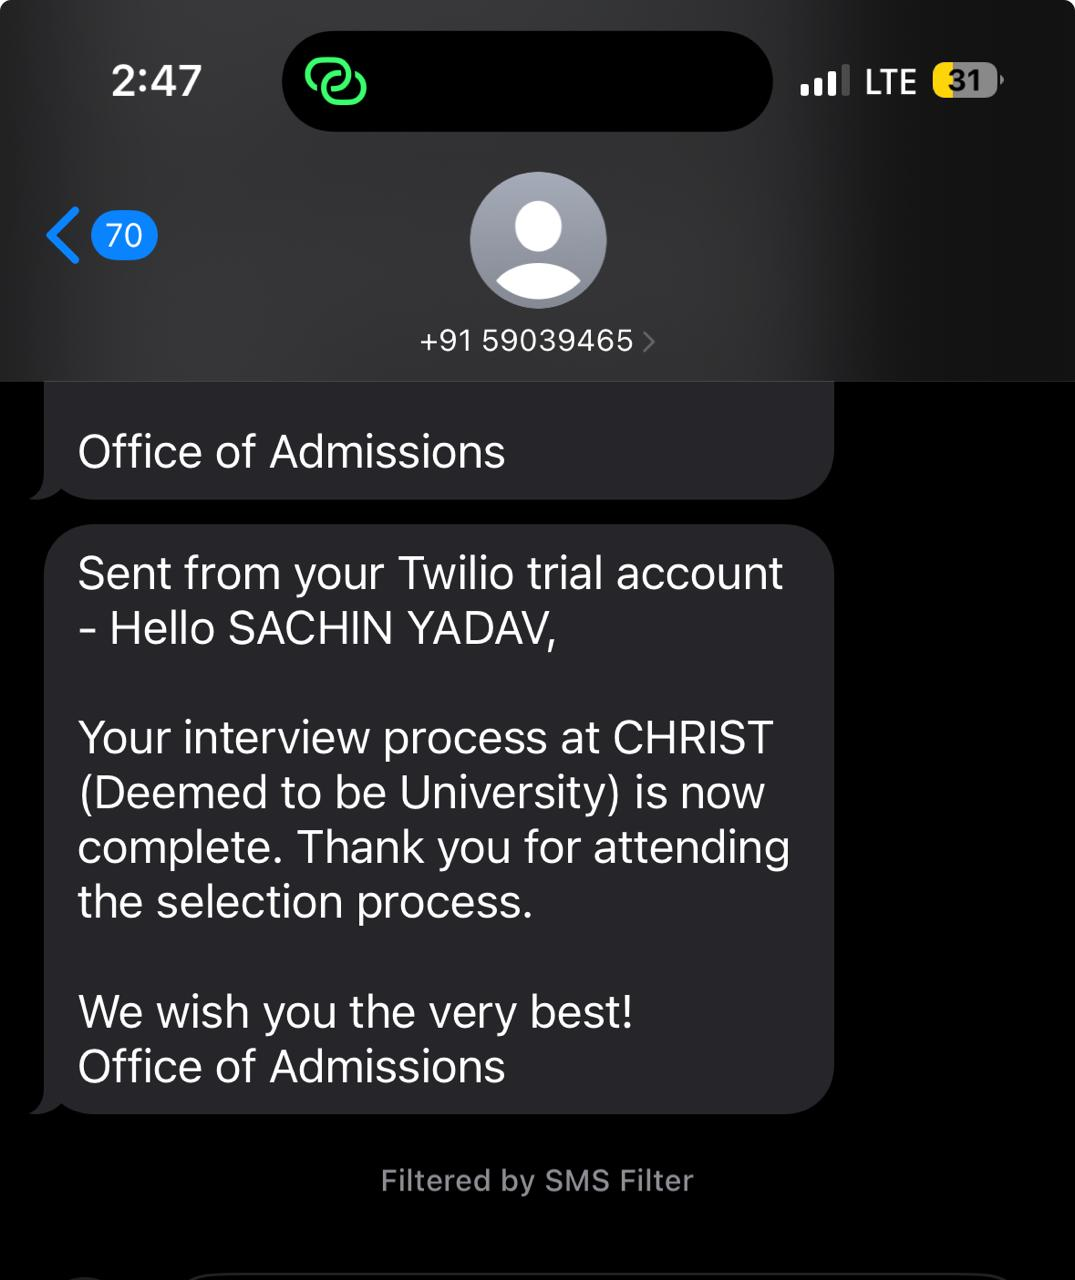 2:47
LTE 31
70
+91 59039465
Office of Admissions
Sent from your Twilio trial account
- Hello SACHIN YADAV,
Your interview process at CHRIST
(Deemed to be University) is now
complete. Thank you for attending
the selection process.
We wish you the very best!
Office of Admissions
Filtered by SMS Filter